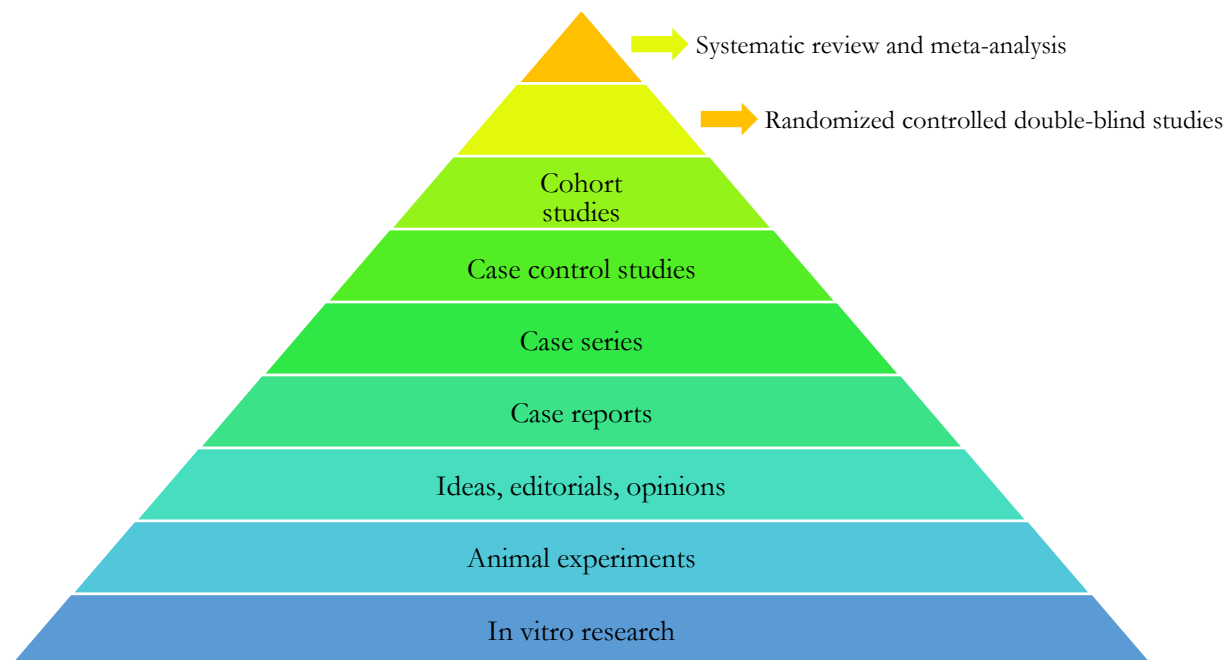 Systematic review and meta-analysis
Randomized controlled double-blind studies
Cohort
studies
Case control studies
Case series
Case reports
Ideas, editorials, opinions
Animal experiments
In vitro research